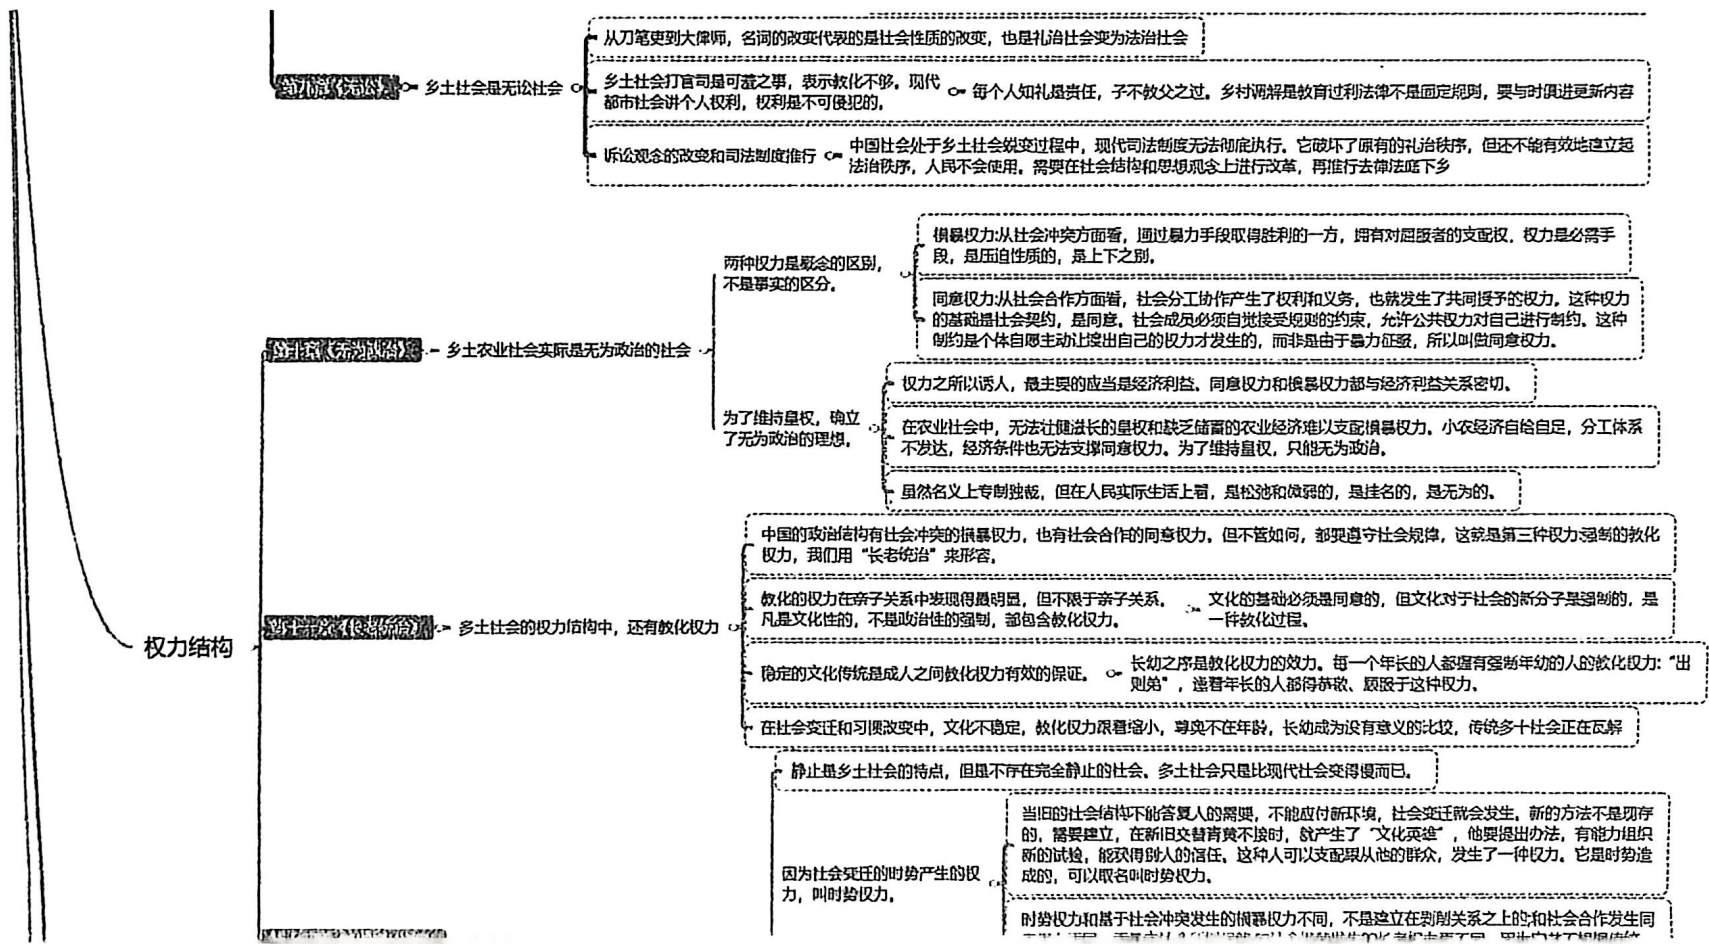 乡土社会是无讼社会
从刀笔吏到大律师，名词的改变代表的是社会性质的改变，也是礼治社会变为法治社会
乡土社会打官司是可羞之事，表示教化不够。现代
都市社会讲个人权利，权利是不可侵犯的。
每个人知礼是责任，子不教父之过。乡村调解是教育过利法律不是固定规则，要与时俱进更新内容
诉讼观念的改变和司法制度推行
中国社会处于乡土社会蜕变过程中，现代司法制度无法彻底执行。它破坏了原有的礼治秩序，但还不能有效地建立起
法治秩序，人民不会使用。需要在社会结构和思想观念上进行改革，再推行去律法庭下乡
权力结构
乡土农业社会实际是无为政治的社会
两种权力是概念的区别，
不是事实的区分。
横暴权力:从社会冲突方面看，通过暴力手段取得胜利的一方，拥有对屈服者的支配权。权力是必需手
段，是压迫性质的，是上下之别。
同意权力:从社会合作方面看，社会分工协作产生了权利和义务，也就发生了共同授予的权力。这种权力
的基础是社会契约，是同意。社会成员必须自觉接受规则的约束，允许公共权力对自己进行制约。这种
制约是个体自愿主动让渡出自己的权力才发生的，而非是由于暴力征服，所以叫做同意权力。
为了维持皇权，确立
了无为政治的理想。
权力之所以诱人，最主要的应当是经济利益。同意权力和横暴权力都与经济利益关系密切。
在农业社会中，无法壮健滋长的皇权和缺乏储蓄的农业经济难以支配横暴权力。小农经济自给自足，分工体系
不发达，经济条件也无法支撑同意权力。为了维持皇权，只能无为政治。
虽然名义上专制独裁，但在人民实际生活上看，是松弛和微弱的，是挂名的，是无为的。
乡土社会的权力结构中，还有教化权力
中国的政治结构有社会冲突的横暴权力，也有社会合作的同意权力。但不管如何，都要遵守社会规律，这就是第三种权力:强制的教化
权力，我们用“长老统治”来形容。
教化的权力在亲子关系中发现得最明显，但不限于亲子关系。
凡是文化性的，不是政治性的强制，都包含教化权力。
文化的基础必须是同意的，但文化对于社会的新分子是强制的，是
一种教化过程。
稳定的文化传统是成人之间教化权力有效的保证。
长幼之序是教化权力的效力。每一个年长的人都握有强制年幼的人的教化权力：“出
则弟”，逢着年长的人都得恭敬、顺服于这种权力。
在社会变迁和习惯改变中，文化不稳定，教化权力跟着缩小，尊卑不在年龄，长幼成为没有意义的比较，传统多十社会正在瓦解
静止是乡土社会的特点，但是不存在完全静止的社会。多土社会只是比现代社会变得慢而已。
因为社会变迁的时势产生的权
力，叫时势权力。
当旧的社会结构不能答复人的需要，不能应付新环境，社会变迁就会发生。新的方法不是现存
的，需要建立，在新旧交替青黄不接时，就产生了“文化英雄”，他要提出办法，有能力组织
新的试验，能获得别人的信任。这种人可以支配跟从他的群众，发生了一种权力。它是时势造
成的，可以取名叫时势权力。
时势权力和基于社会冲突发生的横暴权力不同，不是建立在剥削关系之上的;和社会合作发生同